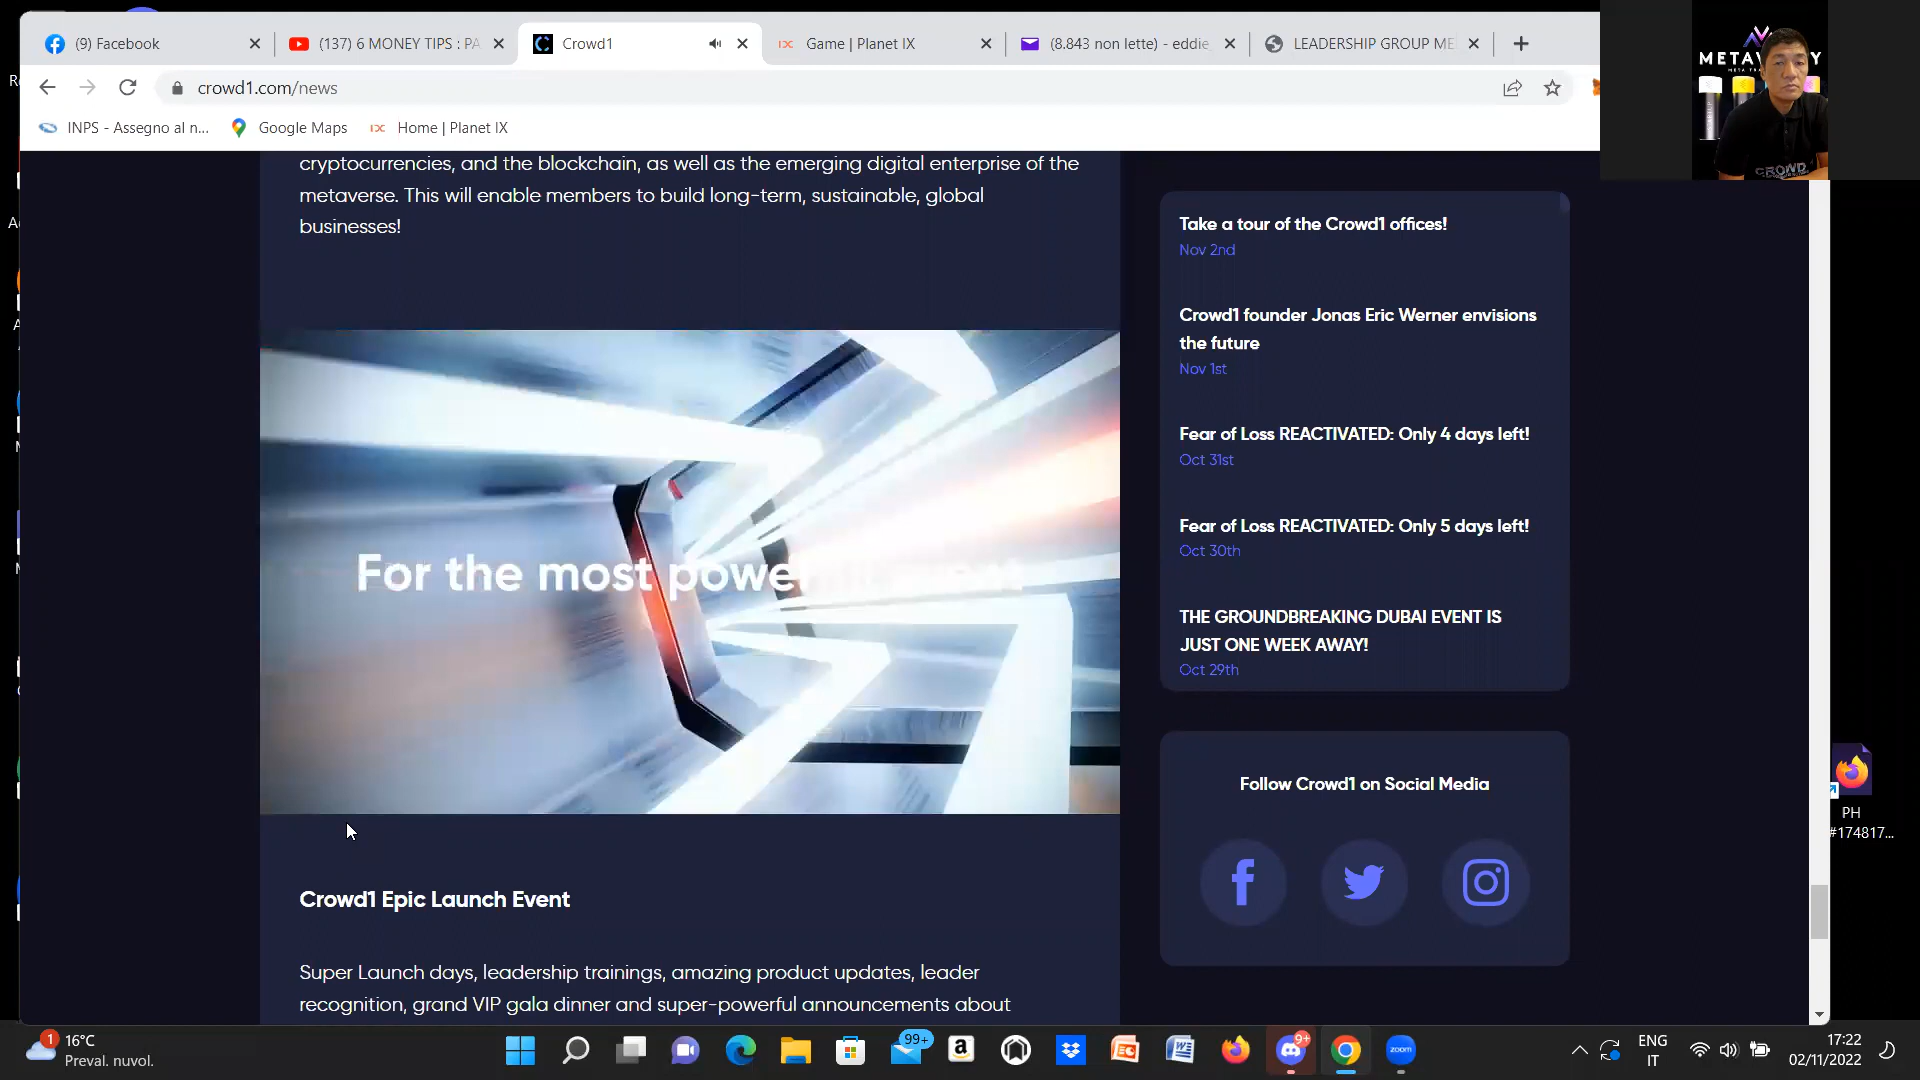 (9) Facebook
(137) 6 MONEY TIPS : PA
Crowd1
Game | Planet IX
(8.843 non lette) - eddie
LEADERSHIP GROUP ME
crowd1.com/news
INPS - Assegno al n...
Google Maps
Home | Planet IX
META
CROWD
cryptocurrencies, and the blockchain, as well as the emerging digital enterprise of the
metaverse. This will enable members to build long-term, sustainable, global
businesses!
For the most powerful event
Crowd1 Epic Launch Event
Super Launch days, leadership trainings, amazing product updates, leader
recognition, grand VIP gala dinner and super-powerful announcements about
Take a tour of the Crowd1 offices!
Nov 2nd
Crowd1 founder Jonas Eric Werner envisions
the future
Nov 1st
Fear of Loss REACTIVATED: Only 4 days left!
Oct 31st
Fear of Loss REACTIVATED: Only 5 days left!
Oct 30th
THE GROUNDBREAKING DUBAI EVENT IS
JUST ONE WEEK AWAY!
Oct 29th
Follow Crowd1 on Social Media
PH
#174817...
1
16°C
Preval. nuvol.
99+
9+
zoom
ENG
IT
17:22
02/11/2022